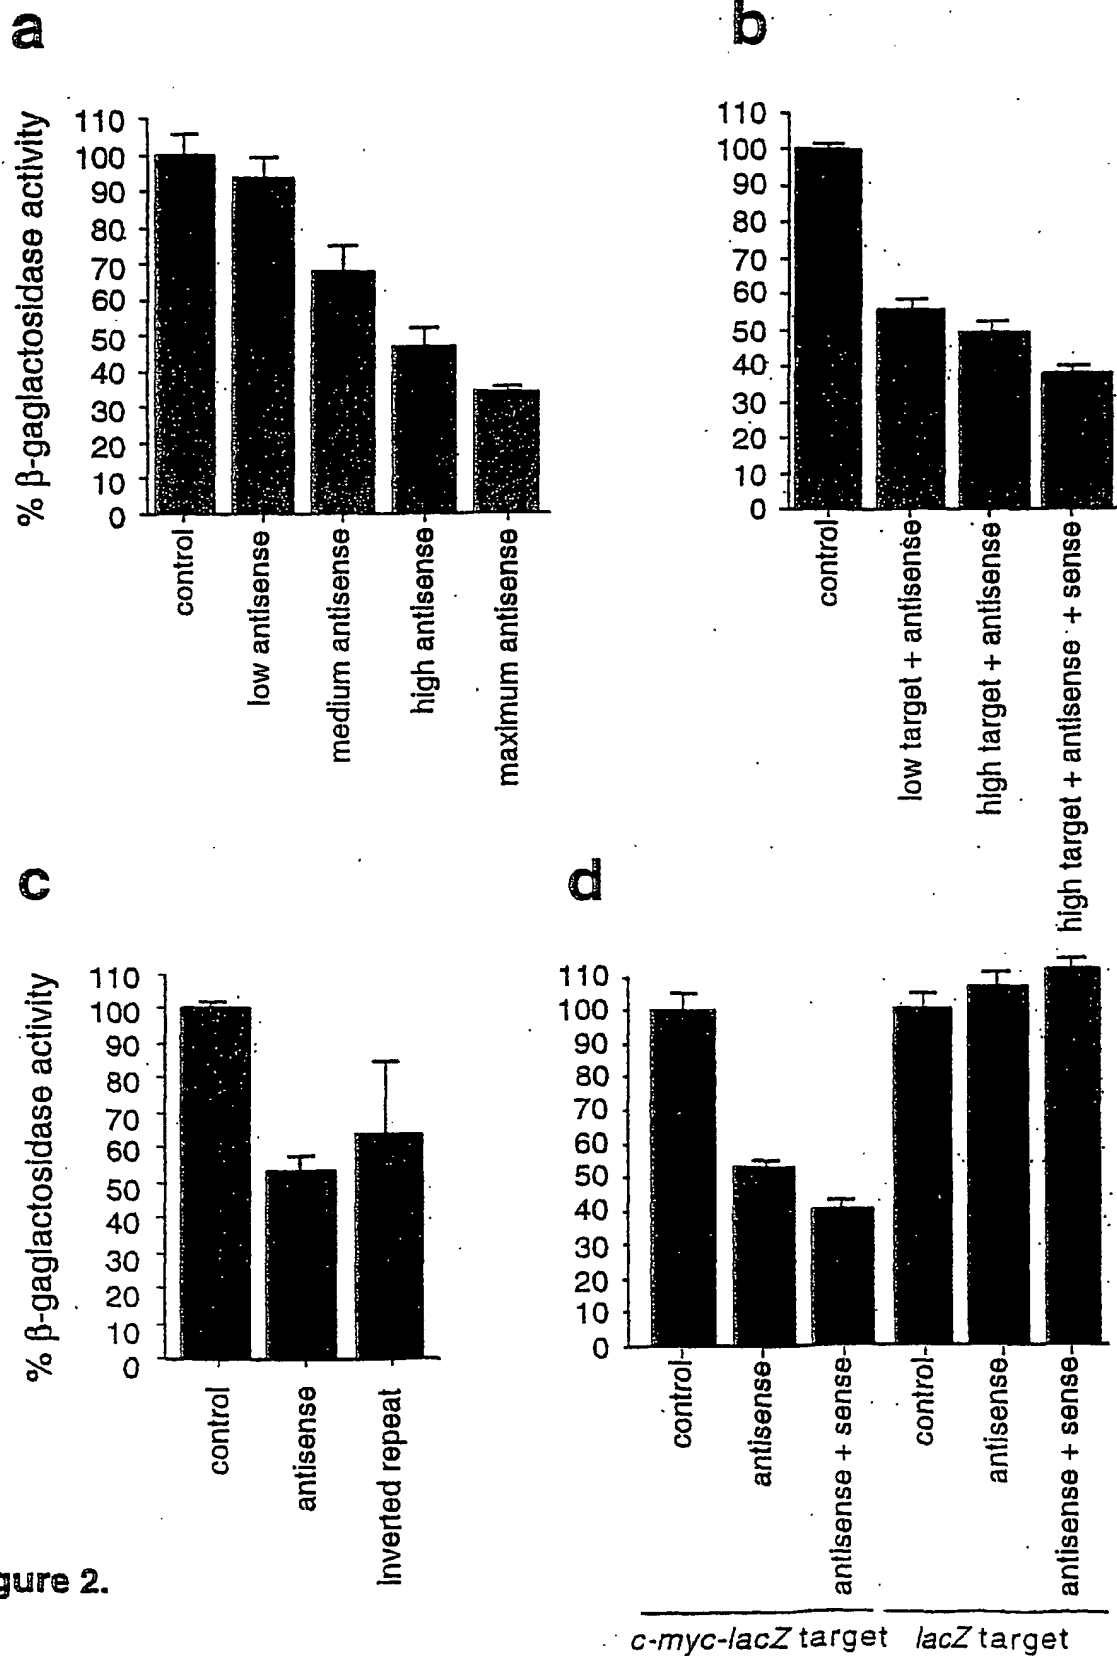 a
% β-gaglactosidase activity
110
100
90
80
70
60
50
40
30
20
10
0
control
low antisense
medium antisense
high antisense
maximum antisense
b
110
100
90
80
70
60
50
40
30
20
10
0
control
low target + antisense
high target + antisense
high target + antisense + sense
c
% β-gaglactosidase activity
110
100
90
80
70
60
50
40
30
20
10
0
control
antisense
Inverted repeat
d
110
100
90
80
70
60
50
40
30
20
10
0
control
antisense
antisense + sense
control
antisense
antisense + sense
c-myc-lacZ target
lacZ target
gure 2.